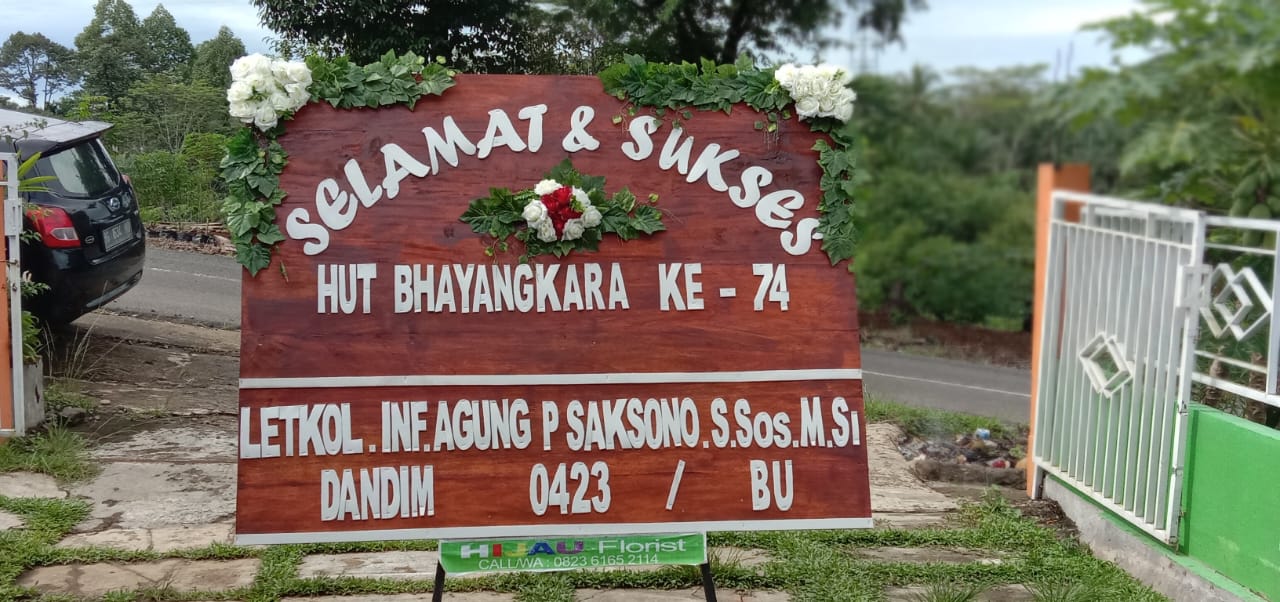 SELAMAT & SUKSES
HUT BHAYANGKARA KE - 74
LETKOL. INF. AGUNG P SAKSONO. S.Sos. M.Si
DANDIM 0423 / BU
HIJAU Florist
CALL/WA : 0823 6165 2114